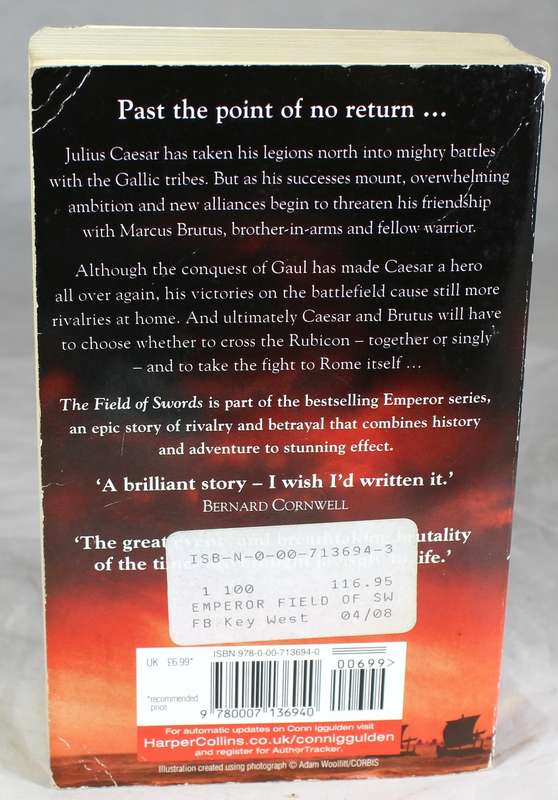 Past the point of no return ...
Julius Caesar has taken his legions north into mighty battles
with the Gallic tribes. But as his successes mount, overwhelming
ambition and new alliances begin to threaten his friendship
with Marcus Brutus, brother-in-arms and fellow warrior.
Although the conquest of Gaul has made Caesar a hero
all over again, his victories on the battlefield cause still more
rivalries at home. And ultimately Caesar and Brutus will have
to choose whether to cross the Rubicon – together or singly
– and to take the fight to Rome itself ...
The Field of Swords is part of the bestselling Emperor series,
an epic story of rivalry and betrayal that combines history
and adventure to stunning effect.
‘A brilliant story – I wish I’d written it.’
BERNARD CORNWELL
‘The great events and breathtaking brutality
of the times are brought to life.’
ISB-N-0-00-713694-3
1 100 116.95
EMPEROR FIELD OF SW
FB Key West 04/08
UK £6.99*
ISBN 978-0-00-713694-0
00699>
*recommended
price
9 780007 136940
For automatic updates on Conn Iggulden visit
HarperCollins.co.uk/conniggulden
and register for AuthorTracker.
Illustration created using photograph © Adam Woolfitt/CORBIS